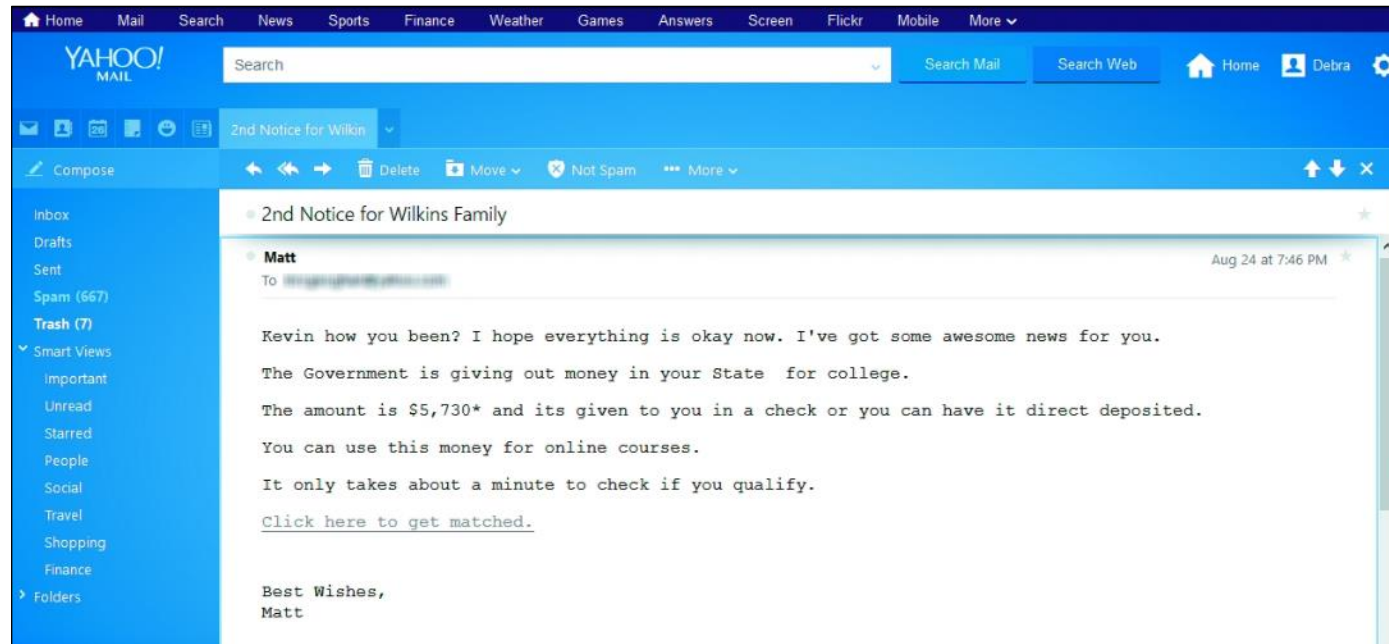 Home Mail Search News Sports Finance Weather Games Answers Screen Flickr Mobile More
YAHOO!
MAIL
Search Search Mail Search Web Home Debra
26 2nd Notice for Wilkin
Compose Delete Move Not Spam More
2nd Notice for Wilkins Family
Matt Aug 24 at 7:46 PM
To
Inbox
Drafts
Sent
Spam (667)
Trash (7)
Smart Views
Important
Unread
Starred
People
Social
Travel
Shopping
Finance
Folders
Kevin how you been? I hope everything is okay now. I've got some awesome news for you.
The Government is giving out money in your State for college.
The amount is $5,730* and its given to you in a check or you can have it direct deposited.
You can use this money for online courses.
It only takes about a minute to check if you qualify.
Click here to get matched.
Best Wishes,
Matt